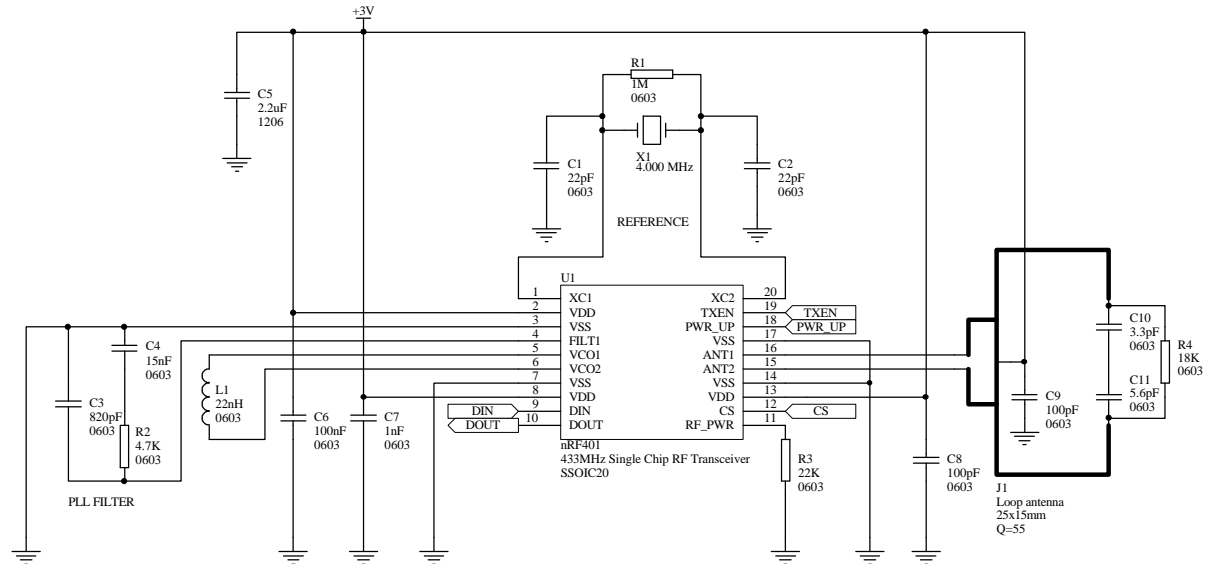 +3V
C5
2.2uF
1206
R1
1M
0603
X1
4.000 MHz
C1
22pF
0603
C2
22pF
0603
REFERENCE
U1
1 XC1 XC2 20
2 VDD TXEN 19 TXEN
3 VSS PWR_UP 18 PWR_UP
4 FILT1 VSS 17
5 VCO1 ANT1 16
6 VCO2 ANT2 15
7 VSS VSS 14
8 VDD VDD 13
DIN 9 DIN CS 12 CS
DOUT 10 DOUT RF_PWR 11
nRF401
433MHz Single Chip RF Transceiver
SSOIC20
C4
15nF
0603
C3
820pF
0603
R2
4.7K
0603
L1
22nH
0603
C6
100nF
0603
C7
1nF
0603
PLL FILTER
R3
22K
0603
C8
100pF
0603
C9
100pF
0603
C10
3.3pF
0603
C11
5.6pF
0603
R4
18K
0603
J1
Loop antenna
25x15mm
Q=55